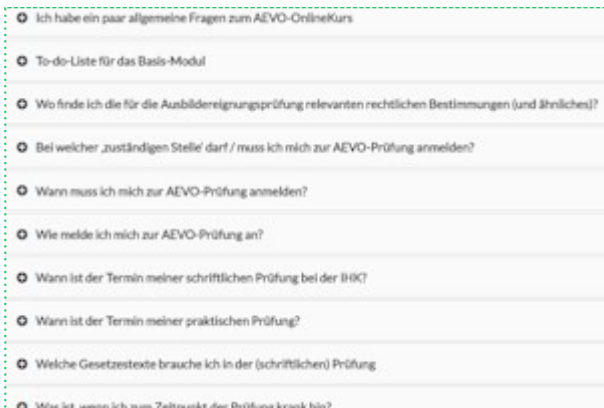 Ich habe ein paar allgemeine Fragen zum AEVO-OnlineKurs
To-do-Liste für das Basis-Modul
Wo finde ich die für die Ausbildereignungsprüfung relevanten rechtlichen Bestimmungen (und ähnliches)?
Bei welcher ‚zuständigen Stelle' darf / muss ich mich zur AEVO-Prüfung anmelden?
Wann muss ich mich zur AEVO-Prüfung anmelden?
Wie melde ich mich zur AEVO-Prüfung an?
Wann ist der Termin meiner schriftlichen Prüfung bei der IHK?
Wann ist der Termin meiner praktischen Prüfung?
Welche Gesetzestexte brauche ich in der (schriftlichen) Prüfung
Was ist, wenn ich zum Zeitpunkt der Prüfung krank bin?